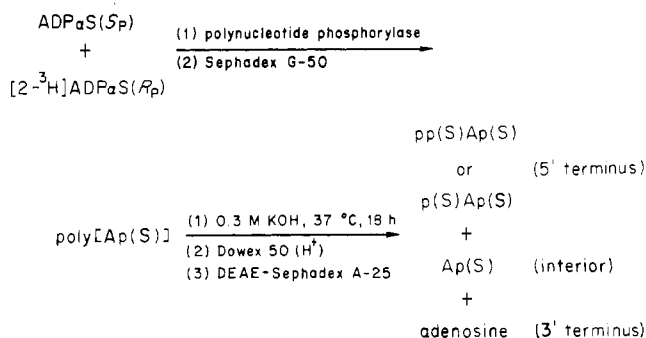 ADPαS(Sp)
+
[2-³H]ADPαS(Rp)
(1) polynucleotide phosphorylase
(2) Sephadex G-50
poly[Ap(S)]
(1) 0.3 M KOH, 37 °C, 18 h
(2) Dowex 50 (H⁺)
(3) DEAE-Sephadex A-25
pp(S)Ap(S)
or (5' terminus)
p(S)Ap(S)
+
Ap(S) (interior)
+
adenosine (3' terminus)